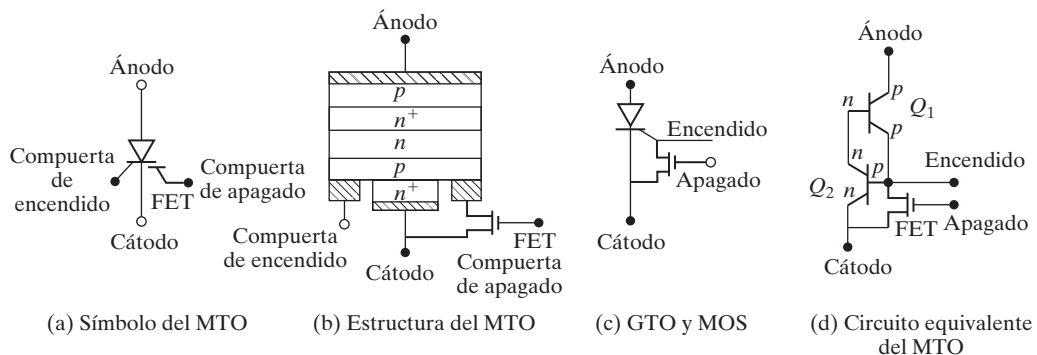 Ánodo
Compuerta
de
encendido
Compuerta
de apagado
FET
Cátodo
(a) Símbolo del MTO
Ánodo
p
n+
n
p
n+
Compuerta
de encendido
Cátodo
FET
Compuerta
de apagado
(b) Estructura del MTO
Ánodo
Encendido
Apagado
Cátodo
(c) GTO y MOS
Ánodo
p
n
Q1
p
n
p
Encendido
Q2
n
FET
Apagado
Cátodo
(d) Circuito equivalente
del MTO